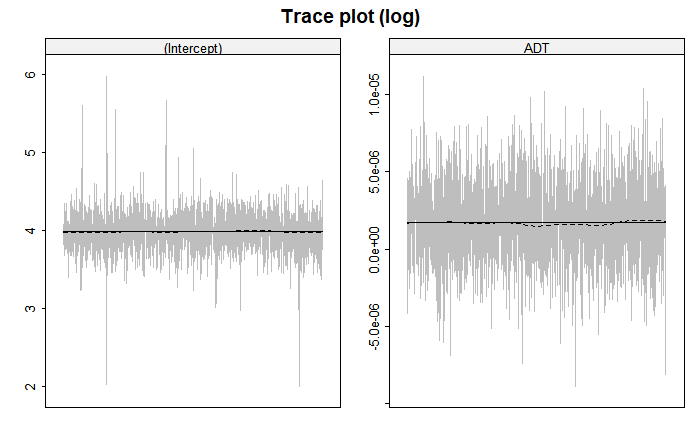 Trace plot (log)
(Intercept)
ADT
6
5
4
3
2
1.0e-05
5.0e-06
0.0e+00
-5.0e-06